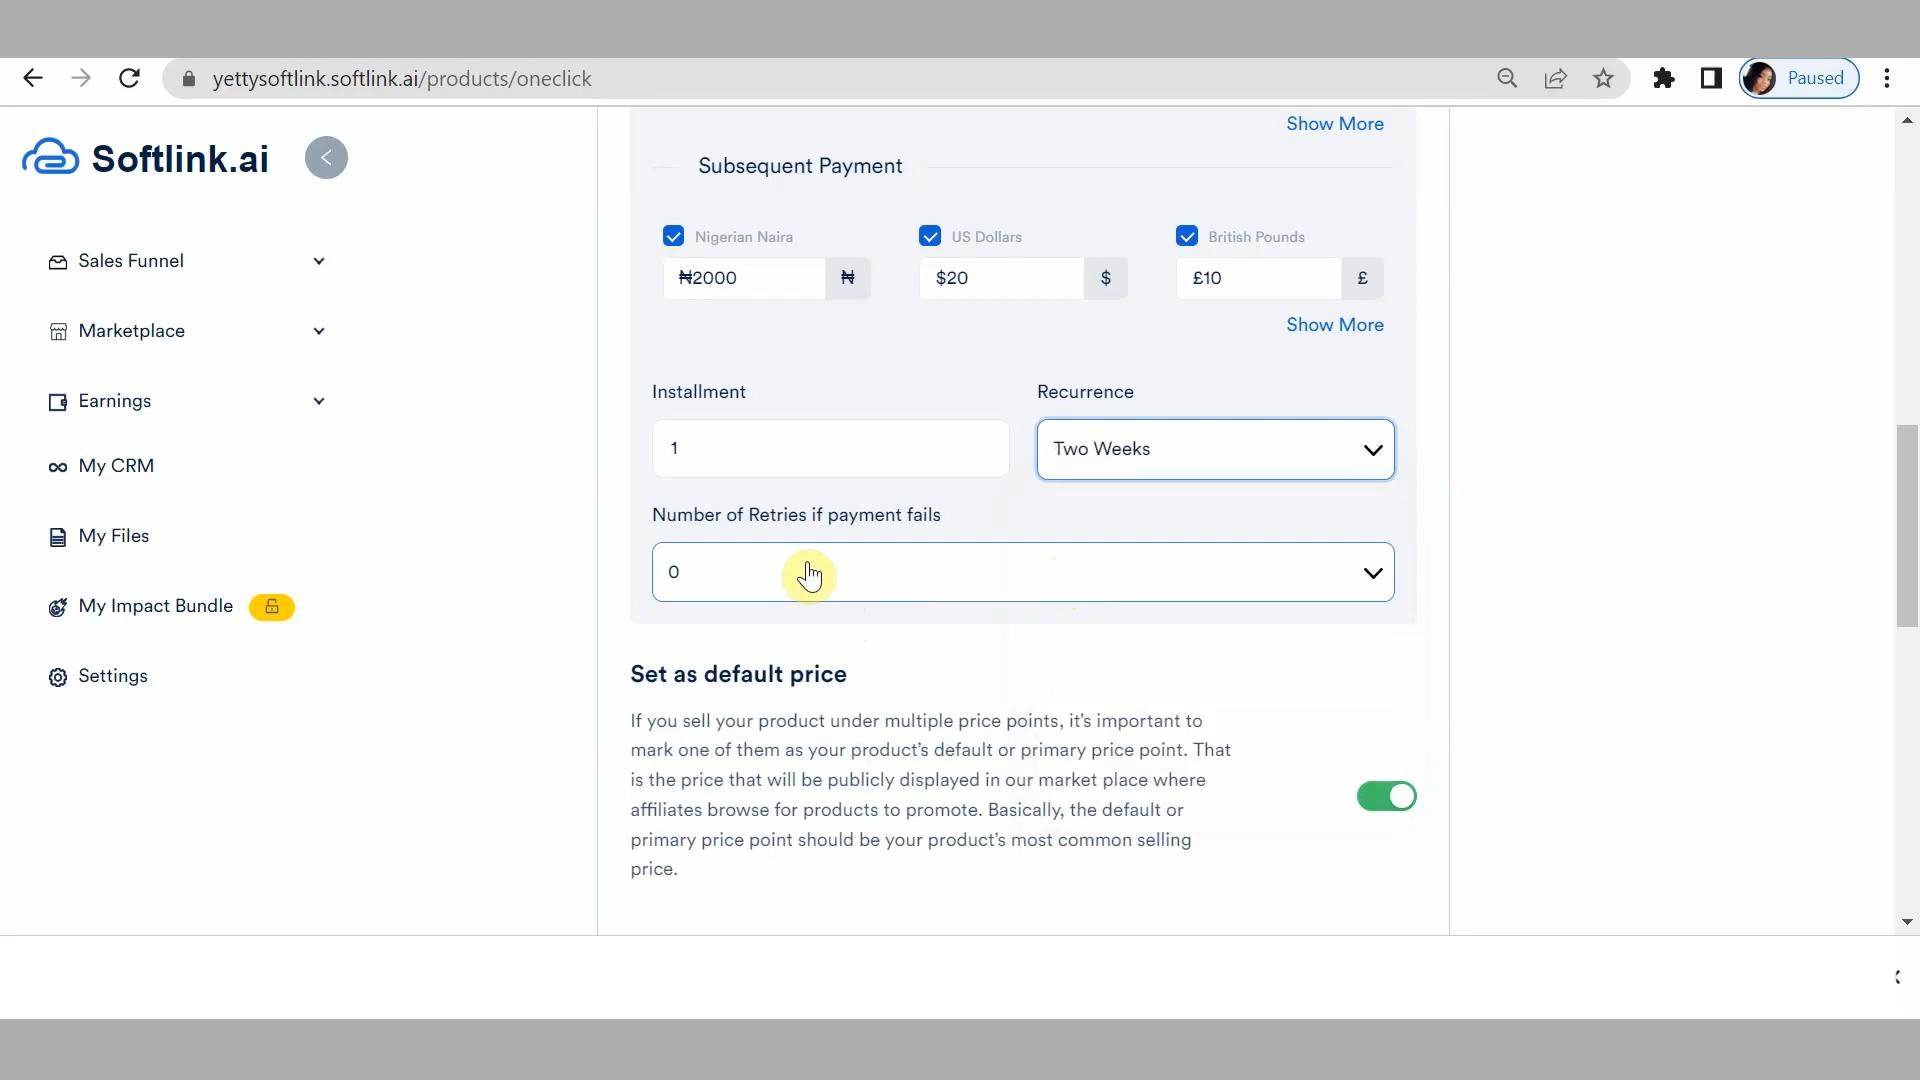 yettysoftlink.softlink.ai/products/oneclick
Paused
Softlink.ai
Sales Funnel
Marketplace
Earnings
My CRM
My Files
My Impact Bundle
Settings
Show More
Subsequent Payment
Nigerian Naira
US Dollars
British Pounds
₦2000 ₦
$20 $
£10 £
Show More
Installment
Recurrence
1
Two Weeks
Number of Retries if payment fails
0
Set as default price
If you sell your product under multiple price points, it’s important to
mark one of them as your product’s default or primary price point. That
is the price that will be publicly displayed in our market place where
affiliates browse for products to promote. Basically, the default or
primary price point should be your product’s most common selling
price.